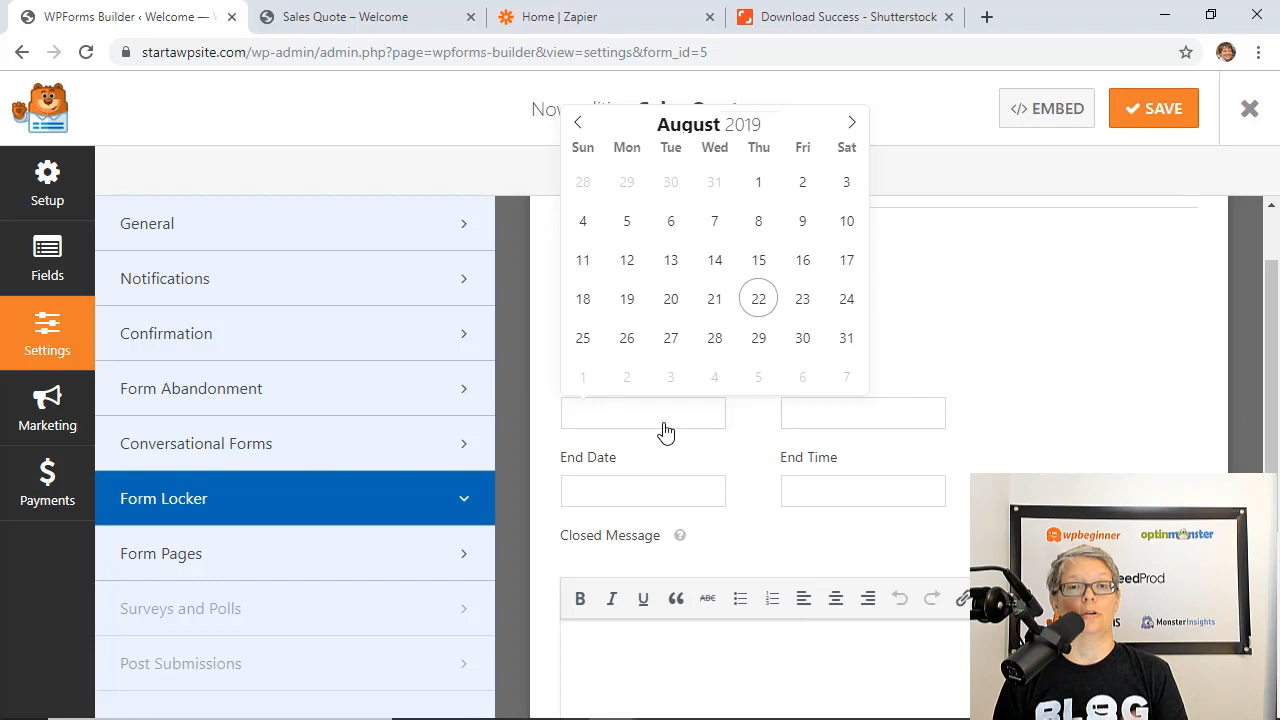 WPForms Builder ‹ Welcome —
Sales Quote – Welcome
Home | Zapier
Download Success - Shutterstock
startawpsite.com/wp-admin/admin.php?page=wpforms-builder&view=settings&form_id=5
</> EMBED
SAVE
August 2019
Sun Mon Tue Wed Thu Fri Sat
28 29 30 31 1 2 3
4 5 6 7 8 9 10
11 12 13 14 15 16 17
18 19 20 21 22 23 24
25 26 27 28 29 30 31
1 2 3 4 5 6 7
Setup
Fields
Settings
Marketing
Payments
General
Notifications
Confirmation
Form Abandonment
Conversational Forms
Form Locker
Form Pages
Surveys and Polls
Post Submissions
End Date
End Time
Closed Message
B I U ABC
wpbeginner
optinmonster
eedProd
MonsterInsights
BLOG